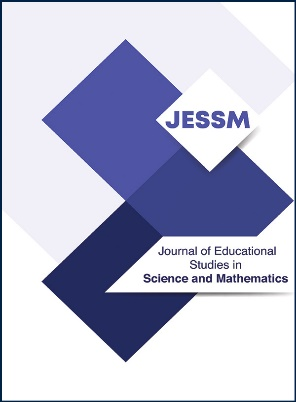 JESSM
Journal of Educational
Studies in
Science and Mathematics